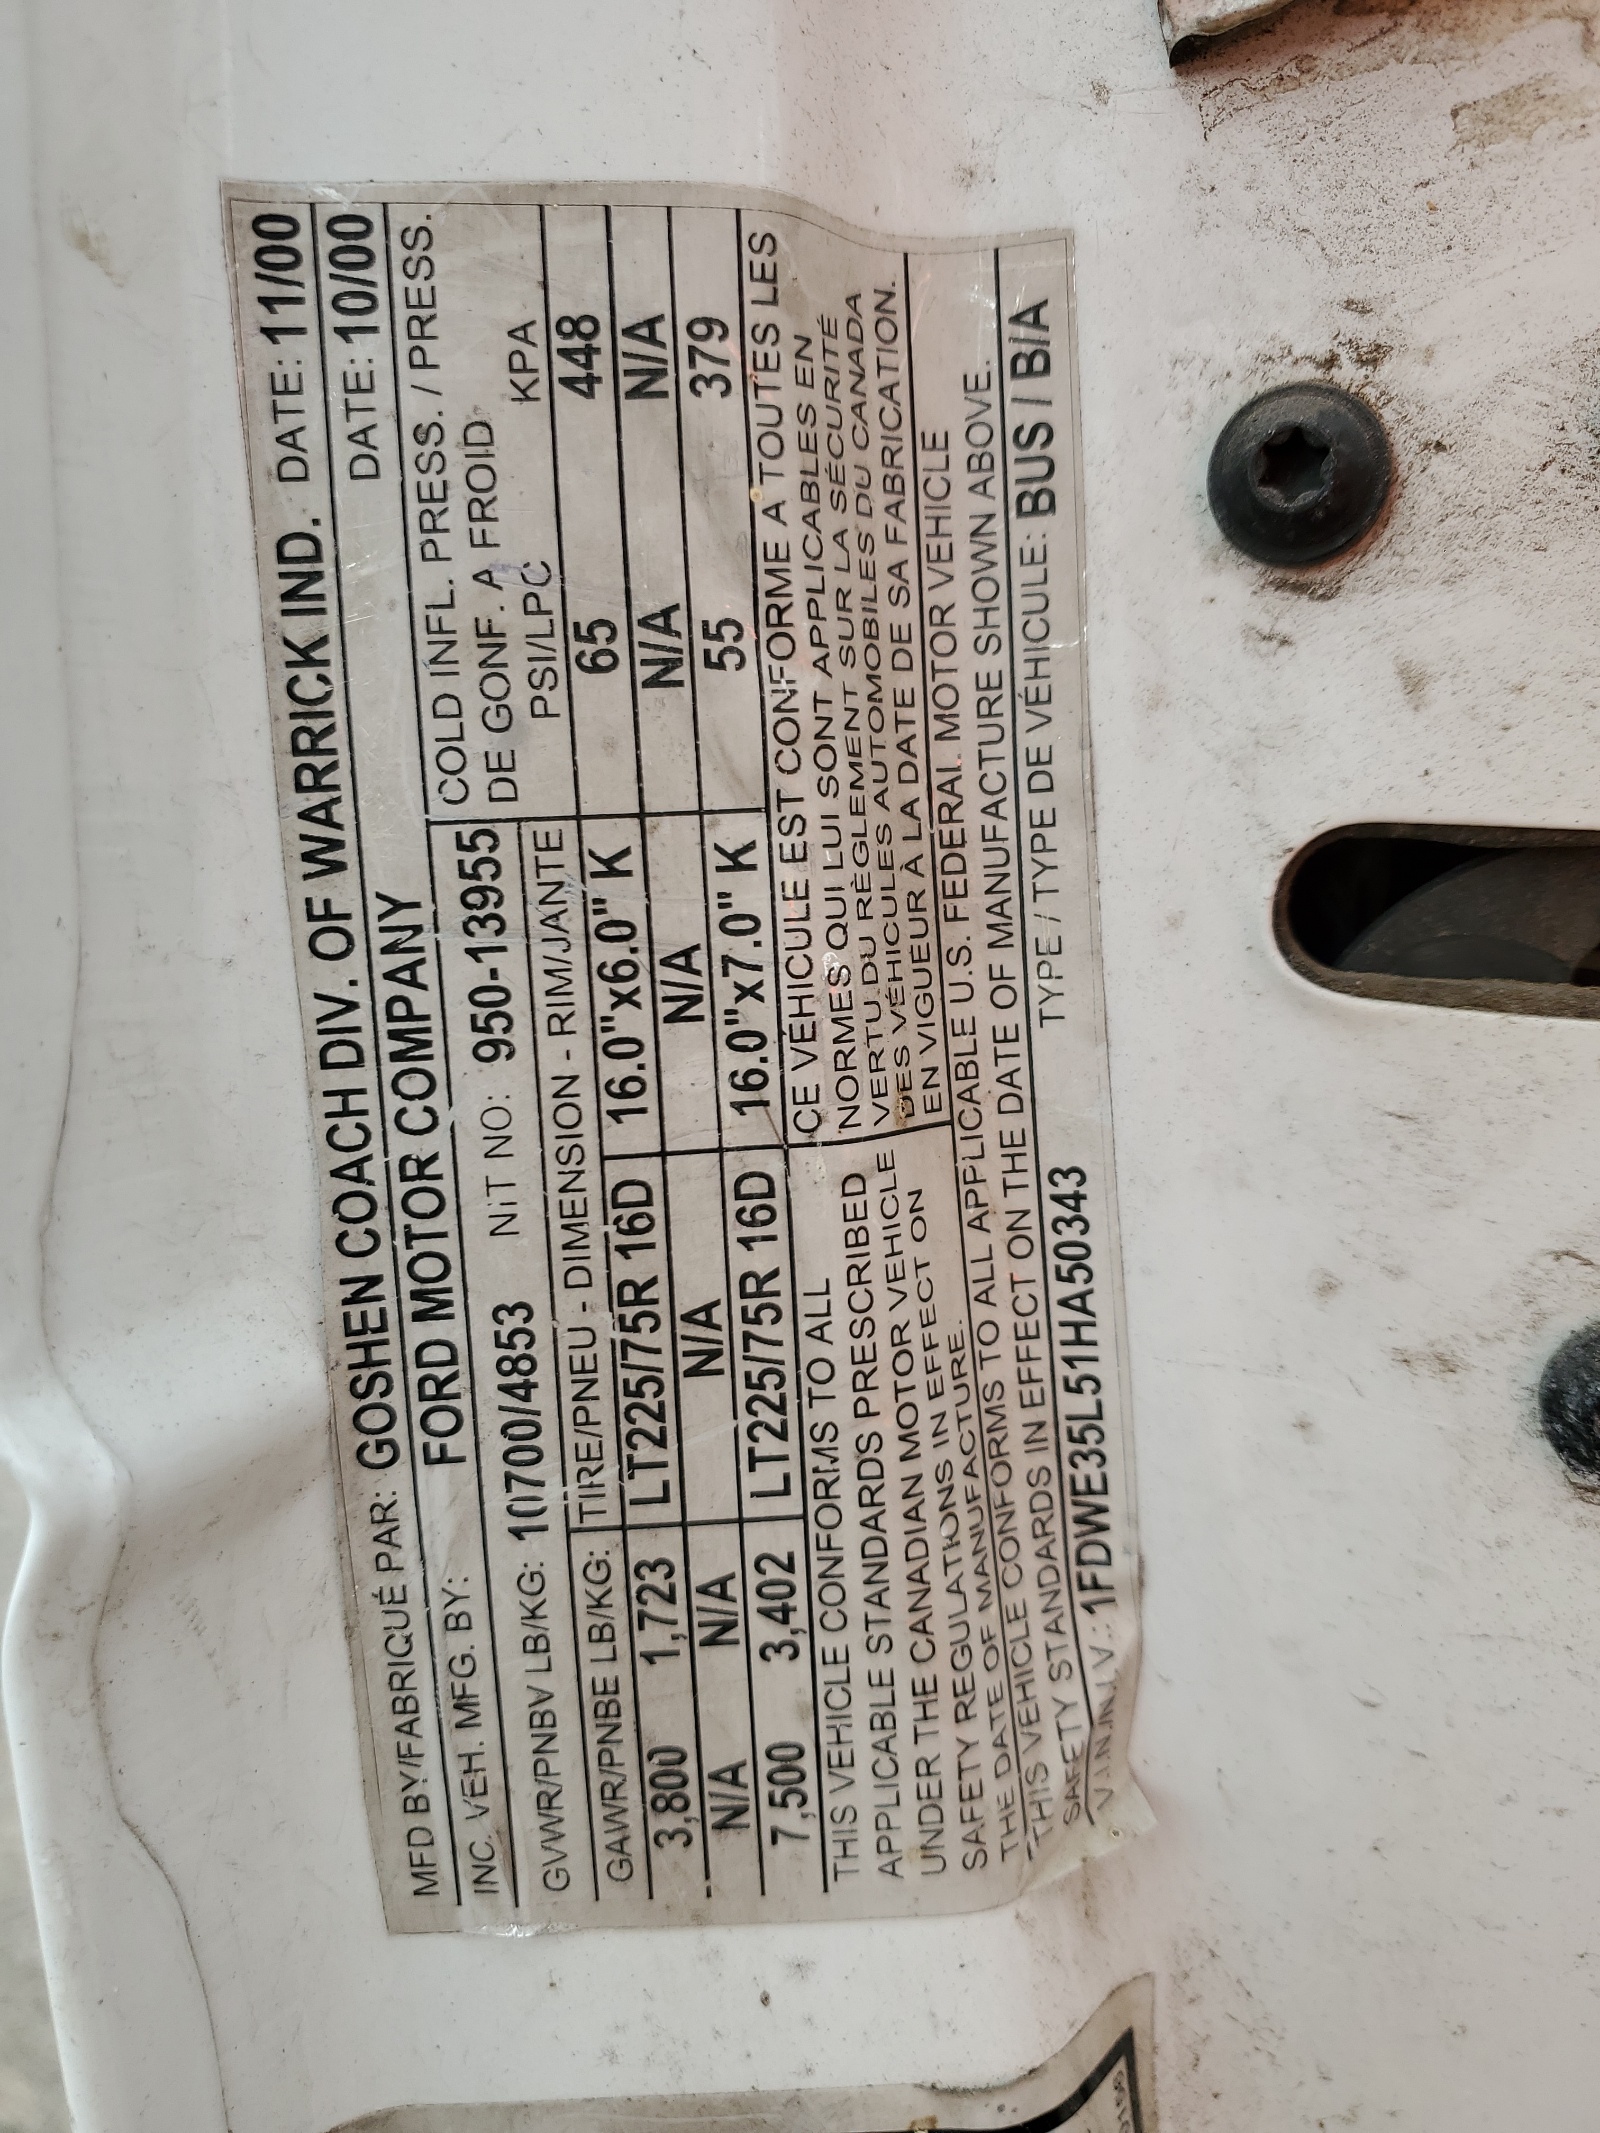 MFD BY/FABRIQUÉ PAR: GOSHEN COACH DIV. OF WARRICK IND. DATE: 11/00
INC. VEH. MFG. BY: FORD MOTOR COMPANY DATE: 10/00
GVWR/PNBV LB/KG: 10700/4853 NiT NO: 950-13955
COLD INFL. PRESS. / PRESS.
DE GONF. A FROID
GAWR/PNBE LB/KG: TIRE/PNEU - DIMENSION - RIM/JANTE PSI/LPC KPA
3,800 1,723 LT225/75R 16D 16.0"x6.0" K 65 448
N/A N/A N/A N/A N/A N/A
7,500 3,402 LT225/75R 16D 16.0"x7.0" K 55 379
THIS VEHICLE CONFORMS TO ALL
APPLICABLE STANDARDS PRESCRIBED
UNDER THE CANADIAN MOTOR VEHICLE
SAFETY REGULATIONS IN EFFECT ON
THE DATE OF MANUFACTURE.
CE VÉHICULE EST CONFORME A TOUTES LES
NORMES QUI LUI SONT APPLICABLES EN
VERTU DU RÈGLEMENT SUR LA SÉCURITÉ
DES VÉHICULES AUTOMOBILES DU CANADA
EN VIGUEUR À LA DATE DE SA FABRICATION.
THIS VEHICLE CONFORMS TO ALL APPLICABLE U.S. FEDERAL MOTOR VEHICLE
SAFETY STANDARDS IN EFFECT ON THE DATE OF MANUFACTURE SHOWN ABOVE.
V.I.N./N.I.V.: 1FDWE35L51HA50343 TYPE / TYPE DE VÉHICULE: BUS / B/A